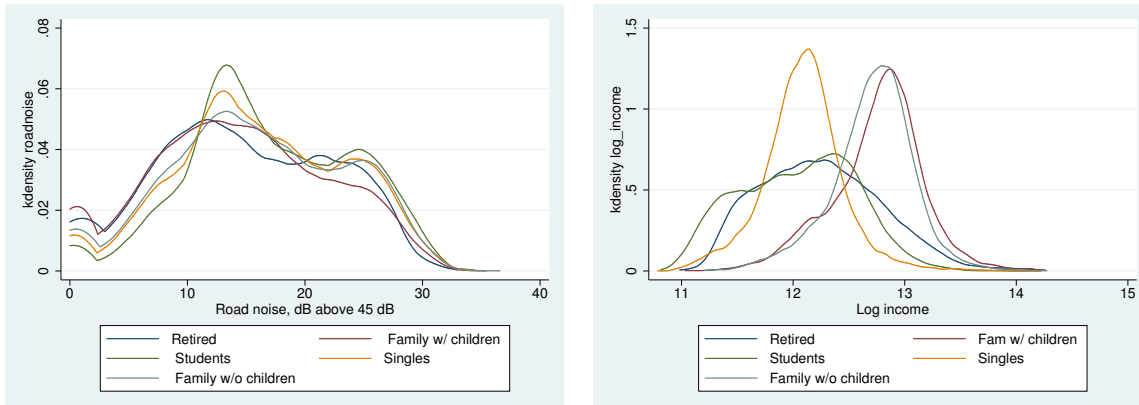 kdensity roadnoise
.08
.06
.04
.02
0
0 10 20 30 40
Road noise, dB above 45 dB
Retired Family w/ children
Students Singles
Family w/o children
kdensity log_income
1.5
1
.5
0
11 12 13 14 15
Log income
Retired Fam w/ children
Students Singles
Family w/o children